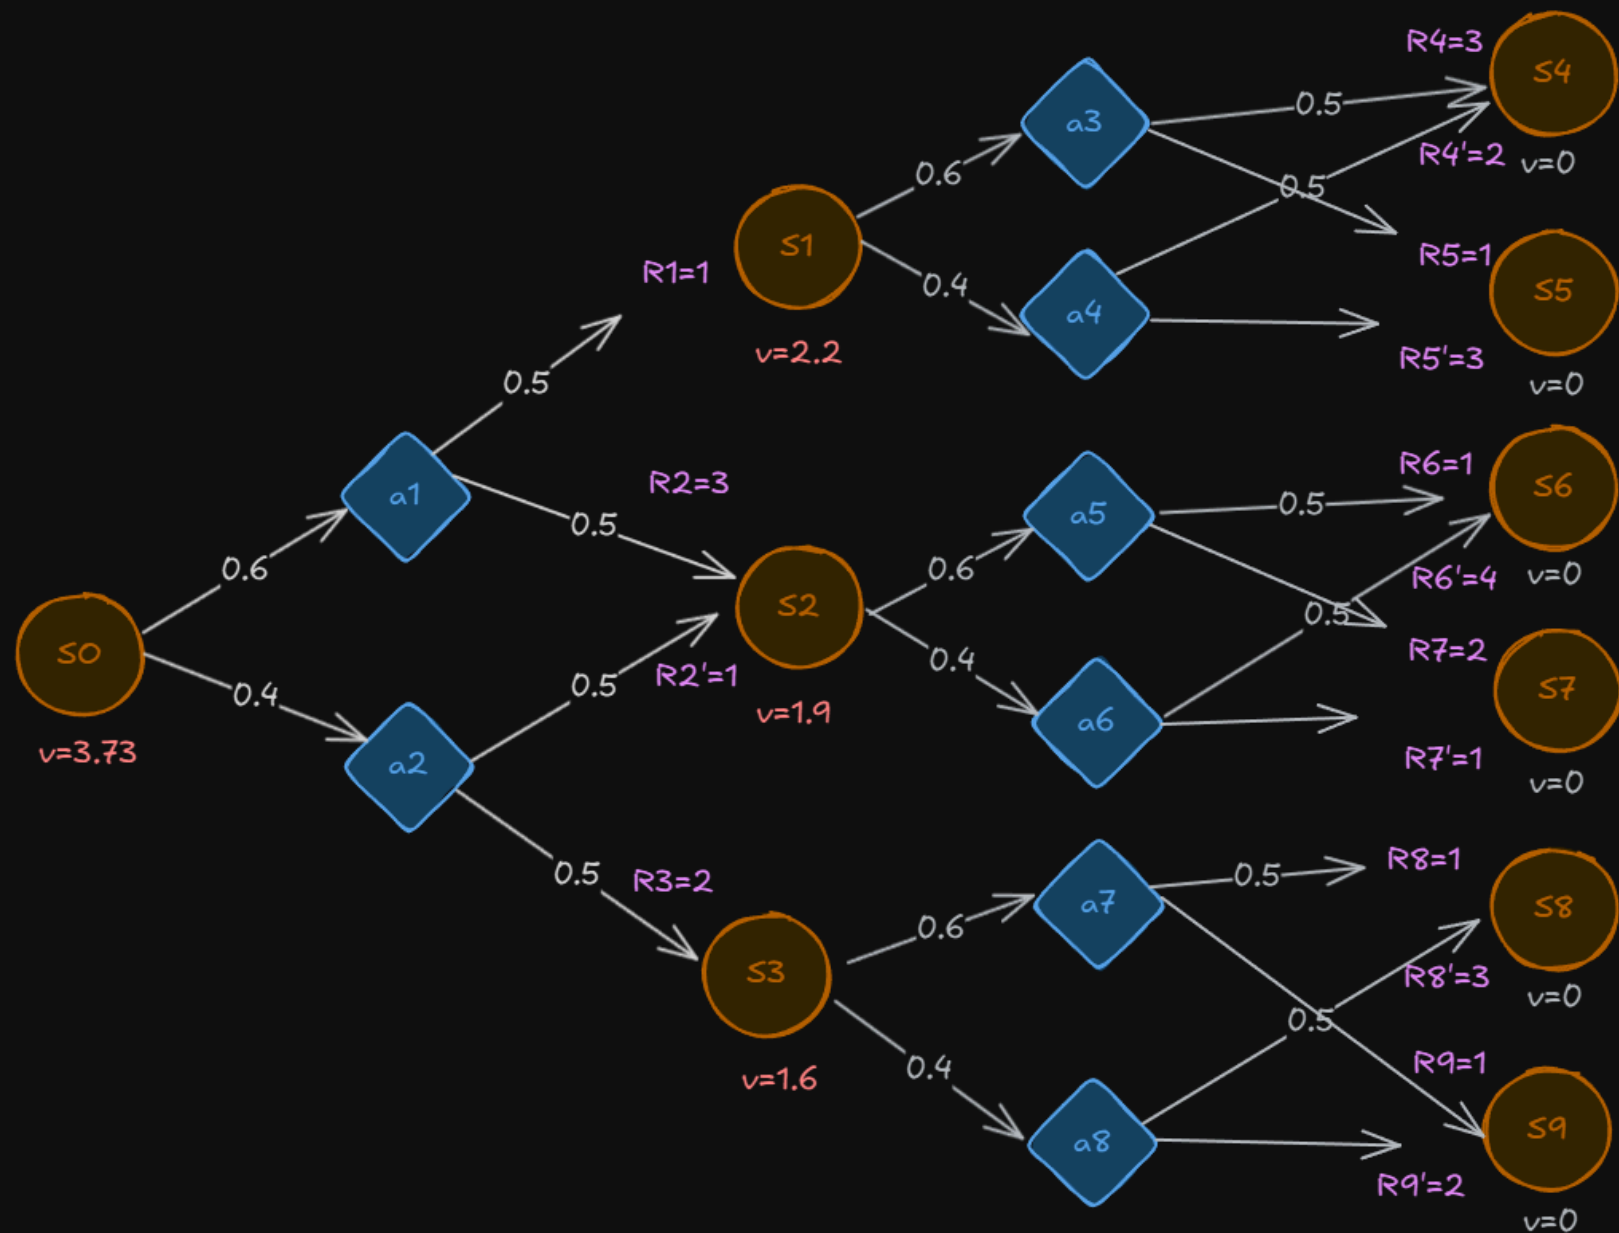 R4=3
S4
a3
0.5
R4'=2
v=0
0.6
0.5
S1
R1=1
R5=1
S5
0.4
a4
v=2.2
R5'=3
v=0
0.5
R6=1
S6
R2=3
a1
a5
0.5
0.5
0.6
0.6
R6'=4
v=0
S2
0.5
S0
0.4
R7=2
R2'=1
S7
0.5
0.4
v=1.9
a6
v=3.73
a2
R7'=1
v=0
R3=2
0.5
R8=1
0.5
a7
S8
0.6
S3
R8'=3
v=0
0.5
v=1.6
0.4
R9=1
a8
S9
R9'=2
v=0